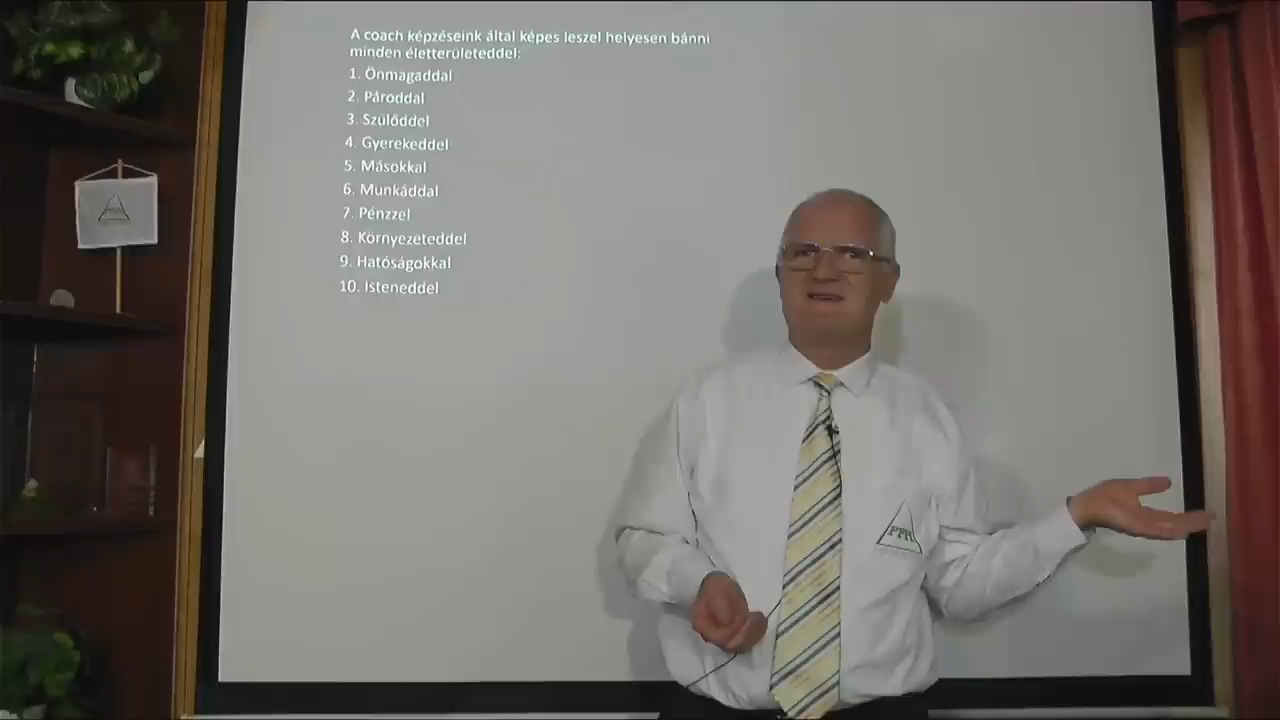 A coach képzéseink által képes leszel helyesen bánni
minden életterületeddel:
1. Önmagaddal
2. Pároddal
3. Szülőddel
4. Gyerekeddel
5. Másokkal
6. Munkáddal
7. Pénzzel
8. Környezeteddel
9. Hatóságokkal
10. Isteneddel